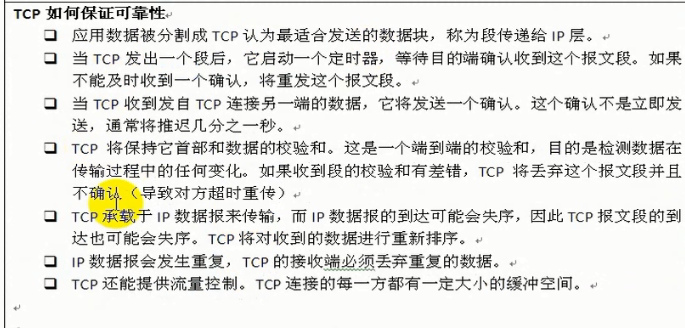 TCP 如何保证可靠性
❑ 应用数据被分割成 TCP 认为最适合发送的数据块，称为段传递给 IP 层。
❑ 当 TCP 发出一个段后，它启动一个定时器，等待目的端确认收到这个报文段。如果
不能及时收到一个确认，将重发这个报文段。
❑ 当 TCP 收到发自 TCP 连接另一端的数据，它将发送一个确认。这个确认不是立即发
送，通常将推迟几分之一秒。
❑ TCP 将保持它首部和数据的校验和。这是一个端到端的校验和，目的是检测数据在
传输过程中的任何变化。如果收到段的校验和有差错，TCP 将丢弃这个报文段并且
不确认（导致对方超时重传）
❑ TCP 承载于 IP 数据报来传输，而 IP 数据报的到达可能会失序，因此 TCP 报文段的到
达也可能会失序。TCP 将对收到的数据进行重新排序。
❑ IP 数据报会发生重复，TCP 的接收端必须丢弃重复的数据。
❑ TCP 还能提供流量控制。TCP 连接的每一方都有一定大小的缓冲空间。